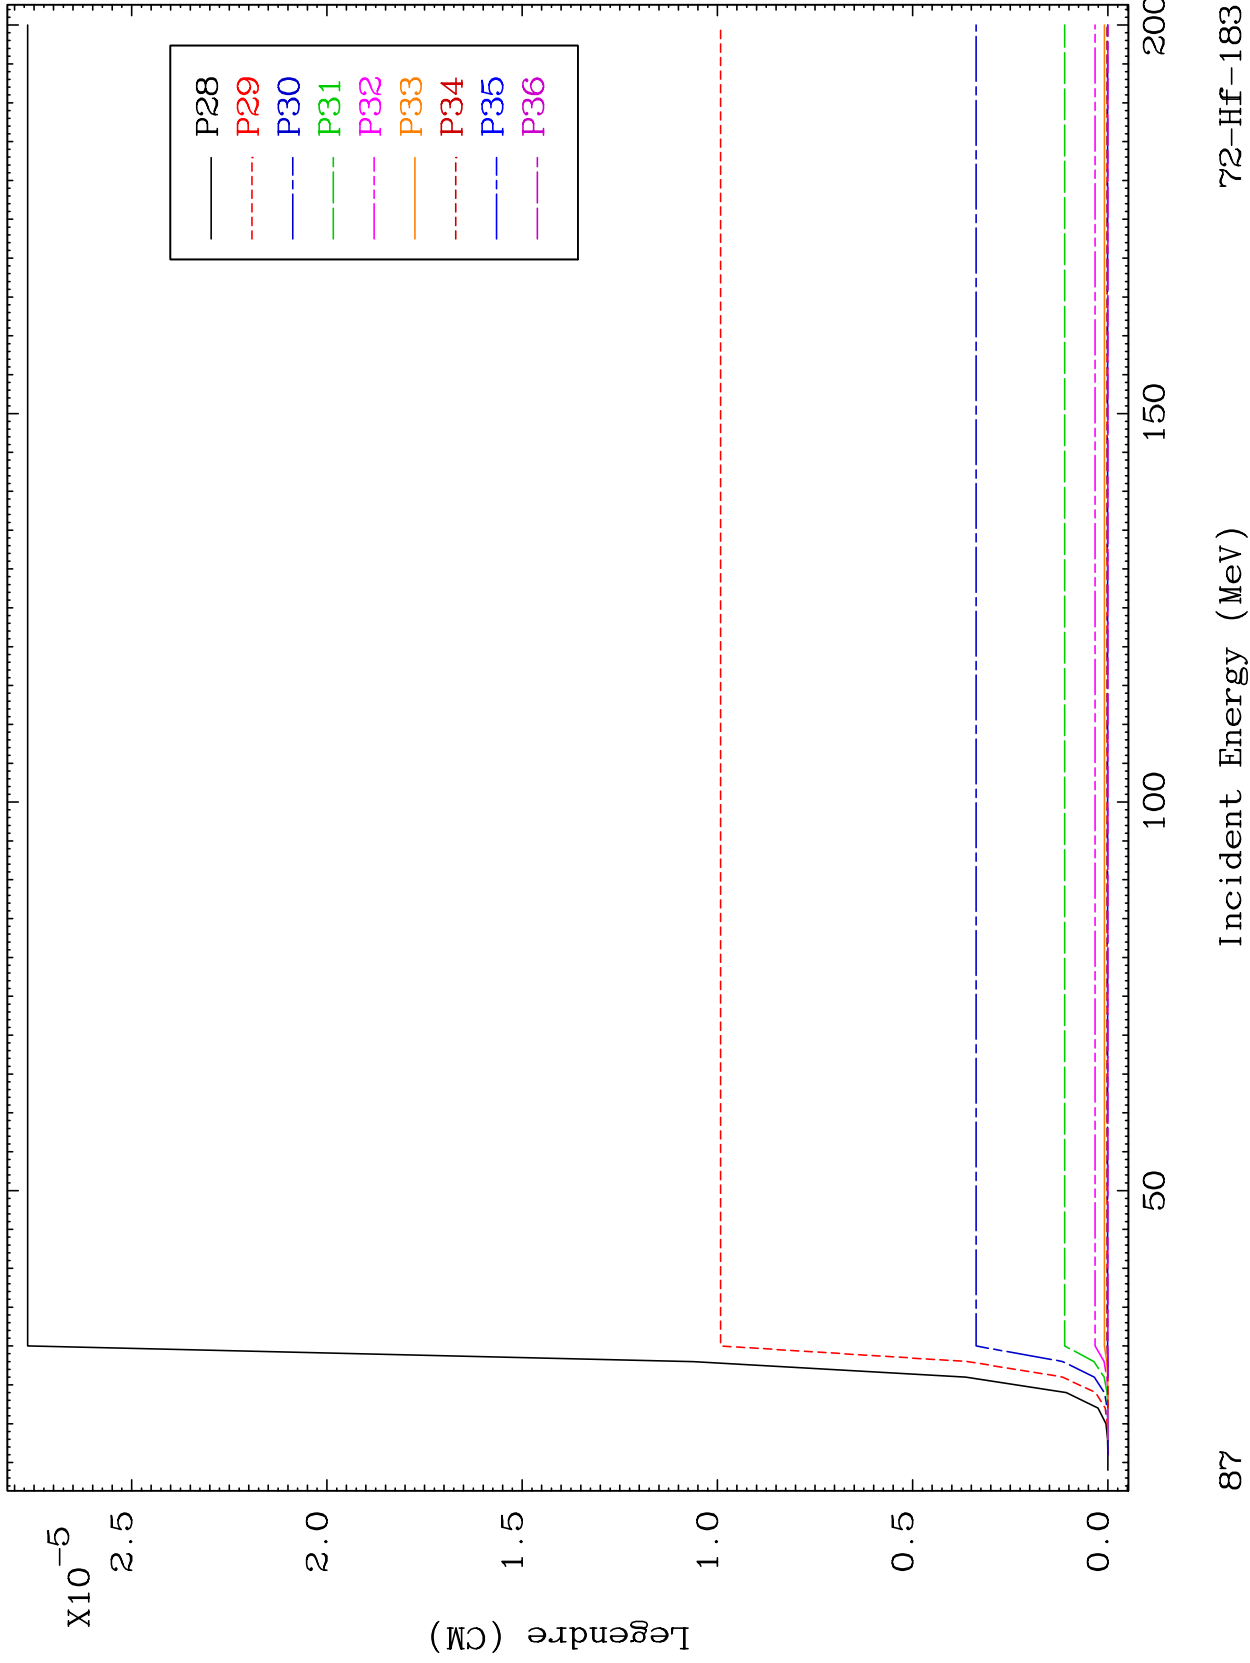 X10-5
2.5
2.0
1.5
1.0
0.5
0.0
Legendre (CM)
P28
P29
P30
P31
P32
P33
P34
P35
P36
50
100
150
200
Incident Energy (MeV)
87
72-Hf-183